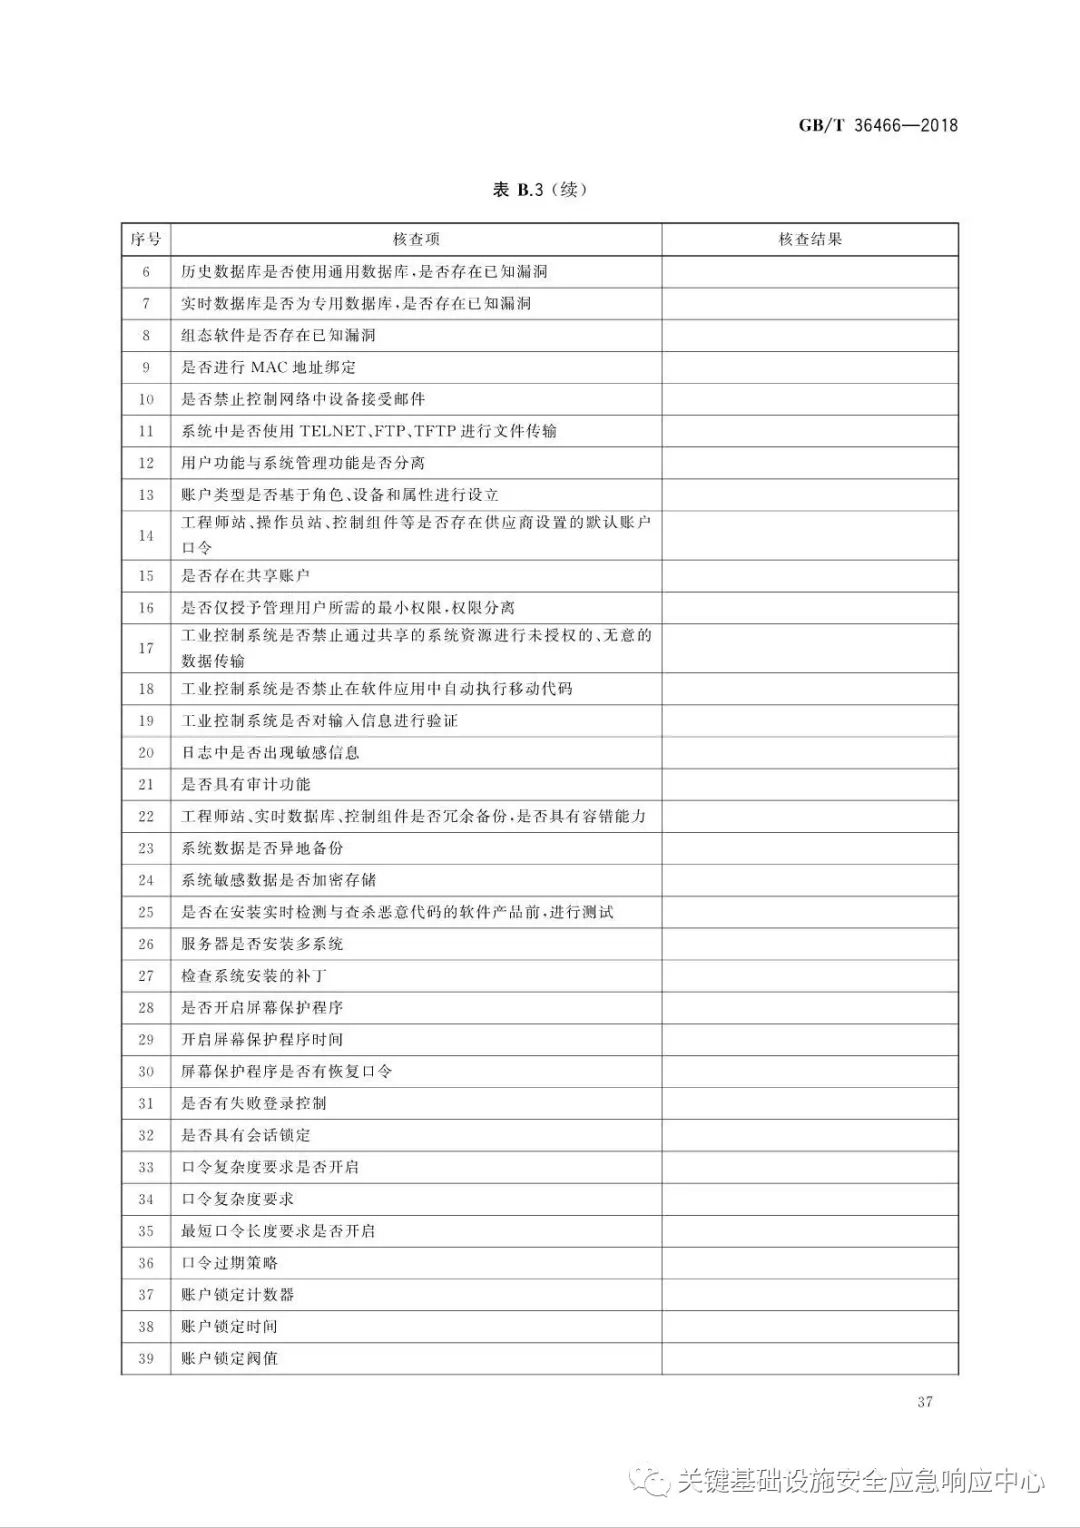 GB/T 36466—2018
表 B.3（续）
序号 核查项 核查结果
6 历史数据库是否使用通用数据库,是否存在已知漏洞
7 实时数据库是否为专用数据库,是否存在已知漏洞
8 组态软件是否存在已知漏洞
9 是否进行 MAC 地址绑定
10 是否禁止控制网络中设备接受邮件
11 系统中是否使用 TELNET、FTP、TFTP 进行文件传输
12 用户功能与系统管理功能是否分离
13 账户类型是否基于角色、设备和属性进行设立
14 工程师站、操作员站、控制组件等是否存在供应商设置的默认账户
口令
15 是否存在共享账户
16 是否仅授予管理用户所需的最小权限,权限分离
17 工业控制系统是否禁止通过共享的系统资源进行未授权的、无意的
数据传输
18 工业控制系统是否禁止在软件应用中自动执行移动代码
19 工业控制系统是否对输入信息进行验证
20 日志中是否出现敏感信息
21 是否具有审计功能
22 工程师站、实时数据库、控制组件是否冗余备份,是否具有容错能力
23 系统数据是否异地备份
24 系统敏感数据是否加密存储
25 是否在安装实时检测与查杀恶意代码的软件产品前,进行测试
26 服务器是否安装多系统
27 检查系统安装的补丁
28 是否开启屏幕保护程序
29 开启屏幕保护程序时间
30 屏幕保护程序是否有恢复口令
31 是否有失败登录控制
32 是否具有会话锁定
33 口令复杂度要求是否开启
34 口令复杂度要求
35 最短口令长度要求是否开启
36 口令过期策略
37 账户锁定计数器
38 账户锁定时间
39 账户锁定阀值
37
关键基础设施安全应急响应中心